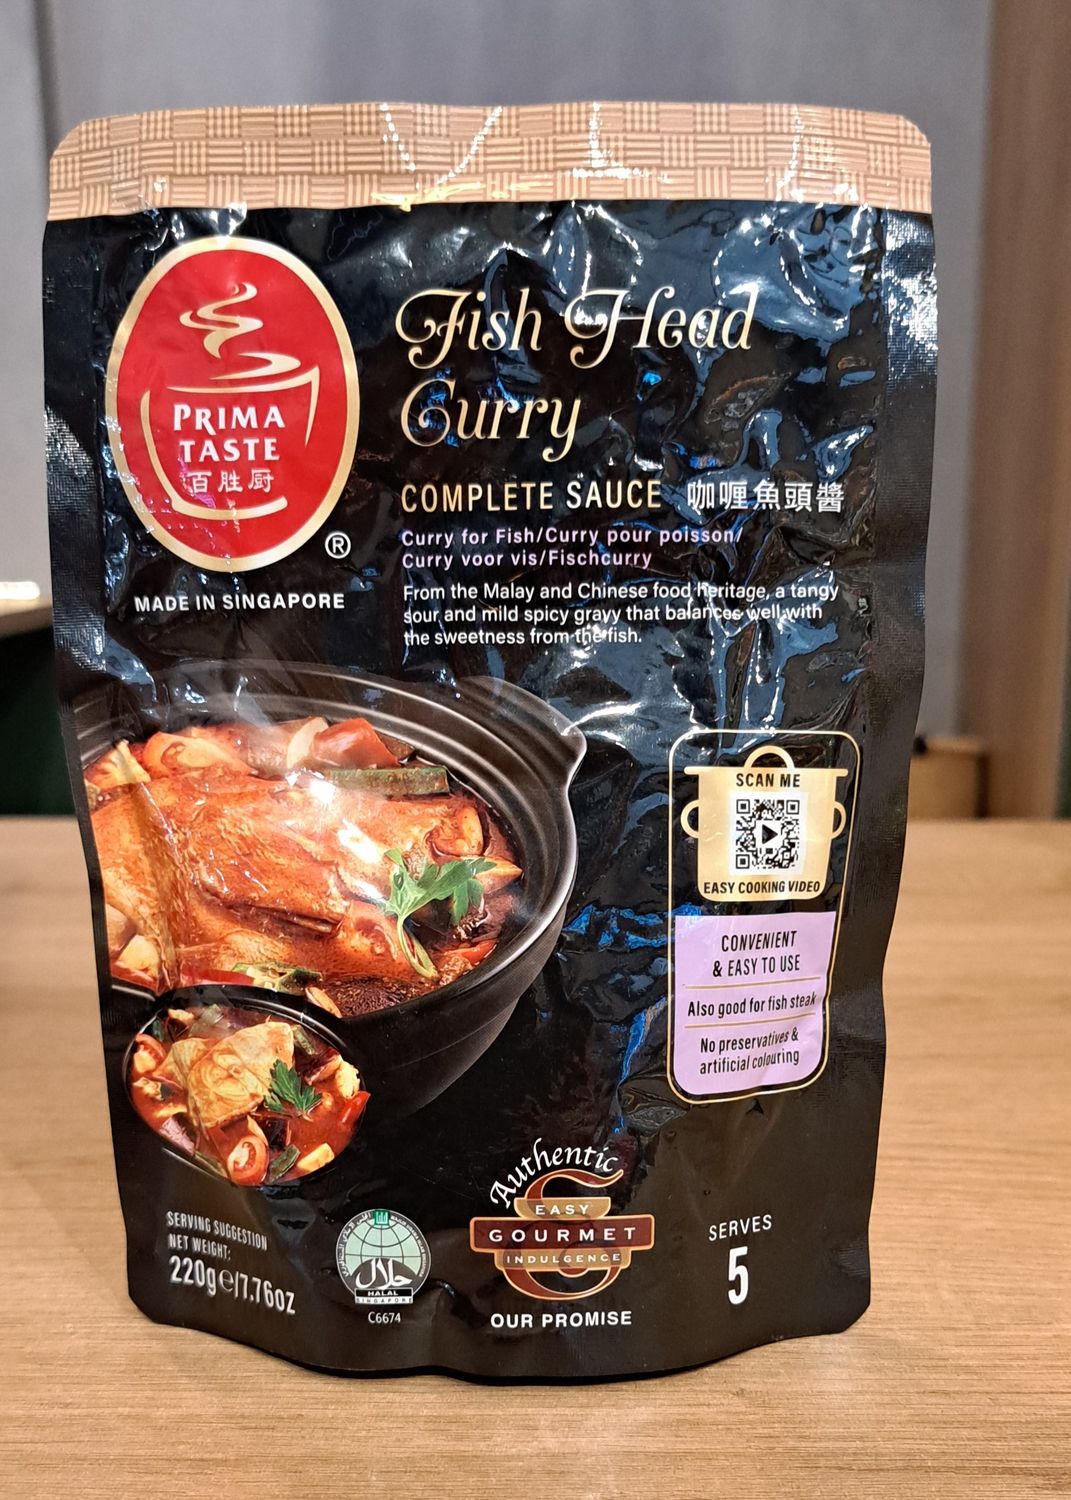 PRIMA
TASTE
百胜厨
®
MADE IN SINGAPORE
Fish Head
Curry
COMPLETE SAUCE 咖喱魚頭醬
Curry for Fish/Curry pour poisson/
Curry voor vis/Fischcurry
From the Malay and Chinese food heritage, a tangy
sour and mild spicy gravy that balances well with
the sweetness from the fish.
SCAN ME
EASY COOKING VIDEO
CONVENIENT
& EASY TO USE
Also good for fish steak
No preservatives &
artificial colouring
SERVING SUGGESTION
NET WEIGHT:
220g℮/7.76oz
حلال
HALAL
SINGAPORE
C6674
Authentic
EASY
GOURMET
INDULGENCE
OUR PROMISE
SERVES
5